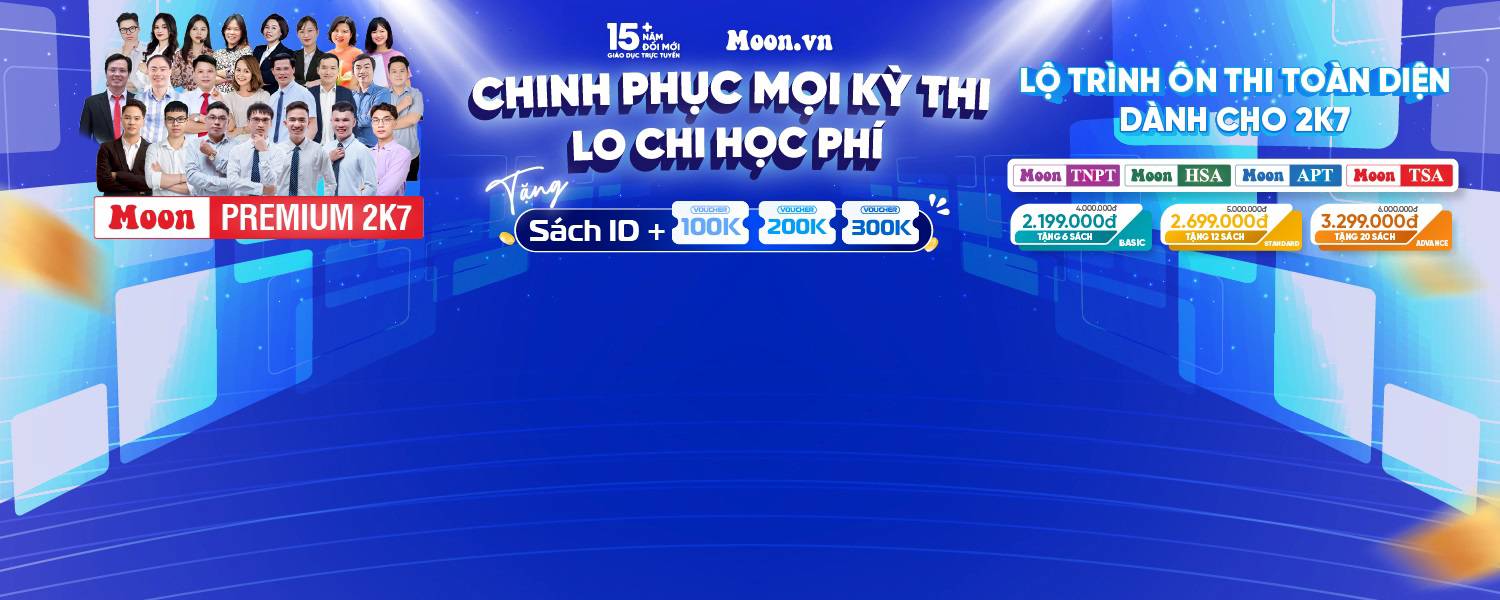 15+ NĂM
ĐỔI MỚI
GIÁO DỤC TRỰC TUYẾN
Moon.vn
CHINH PHỤC MỌI KỲ THI
LO CHI HỌC PHÍ
Tặng
Sách ID +
VOUCHER
100K
VOUCHER
200K
VOUCHER
300K
Moon PREMIUM 2K7
LỘ TRÌNH ÔN THI TOÀN DIỆN
DÀNH CHO 2K7
Moon TNPT
Moon HSA
Moon APT
Moon TSA
4.000.000đ
2.199.000đ
TẶNG 6 SÁCH
BASIC
5.000.000đ
2.699.000đ
TẶNG 12 SÁCH
STANDARD
6.000.000đ
3.299.000đ
TẶNG 20 SÁCH
ADVANCE